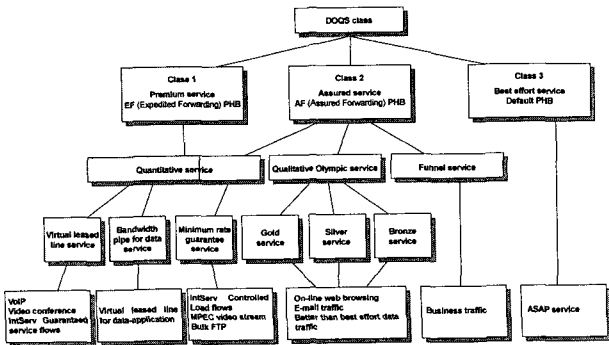 DOQS class
Class 1
Premium service
EF (Expedited Forwarding) PHB
Class 2
Assured service
AF (Assured Forwarding) PHB
Class 3
Best effort service
Default PHB
Quantitative service
Qualitative Olympic service
Funnel service
Virtual leased
line service
Bandwidth
pipe for data
service
Minimum rate
guarantee
service
Gold
service
Silver
service
Bronze
service
VoIP
Video conference
IntServ Guaranteed
service flows
Virtual leased line
for data-application
IntServ Controlled
Load flows
MPEC video stream
Bulk FTP
On-line web browsing
E-mail traffic
Better than best effort data
traffic
Business traffic
ASAP service